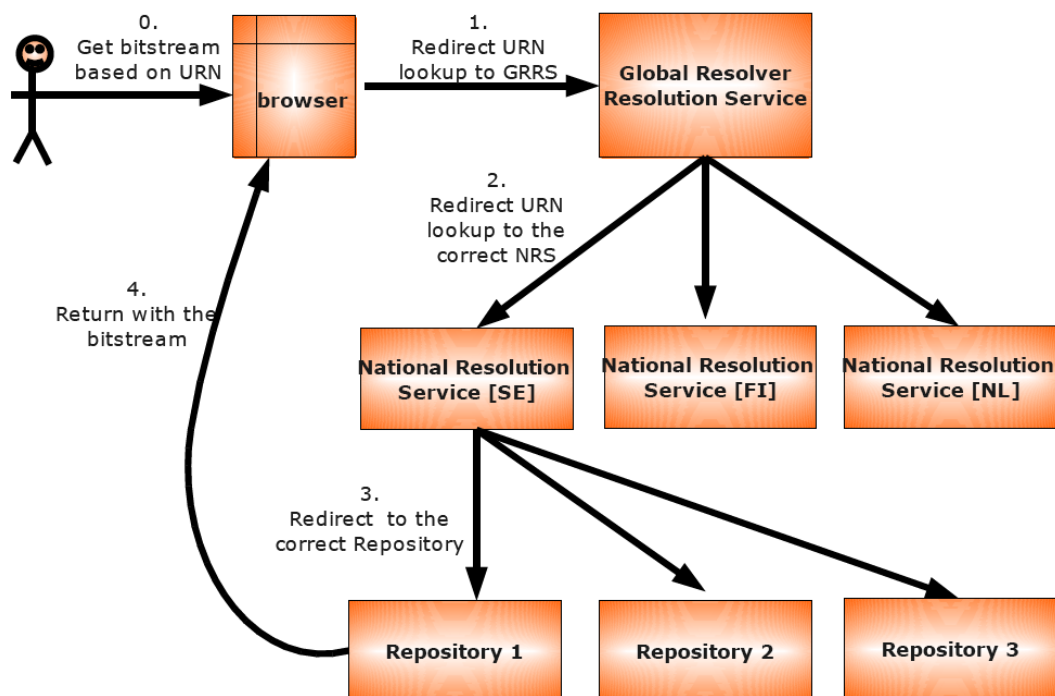 0.
Get bitstream
based on URN
browser
1.
Redirect URN
lookup to GRRS
Global Resolver
Resolution Service
2.
Redirect URN
lookup to the
correct NRS
4.
Return with the
bitstream
National Resolution
Service [SE]
National Resolution
Service [FI]
National Resolution
Service [NL]
3.
Redirect to the
correct Repository
Repository 1
Repository 2
Repository 3